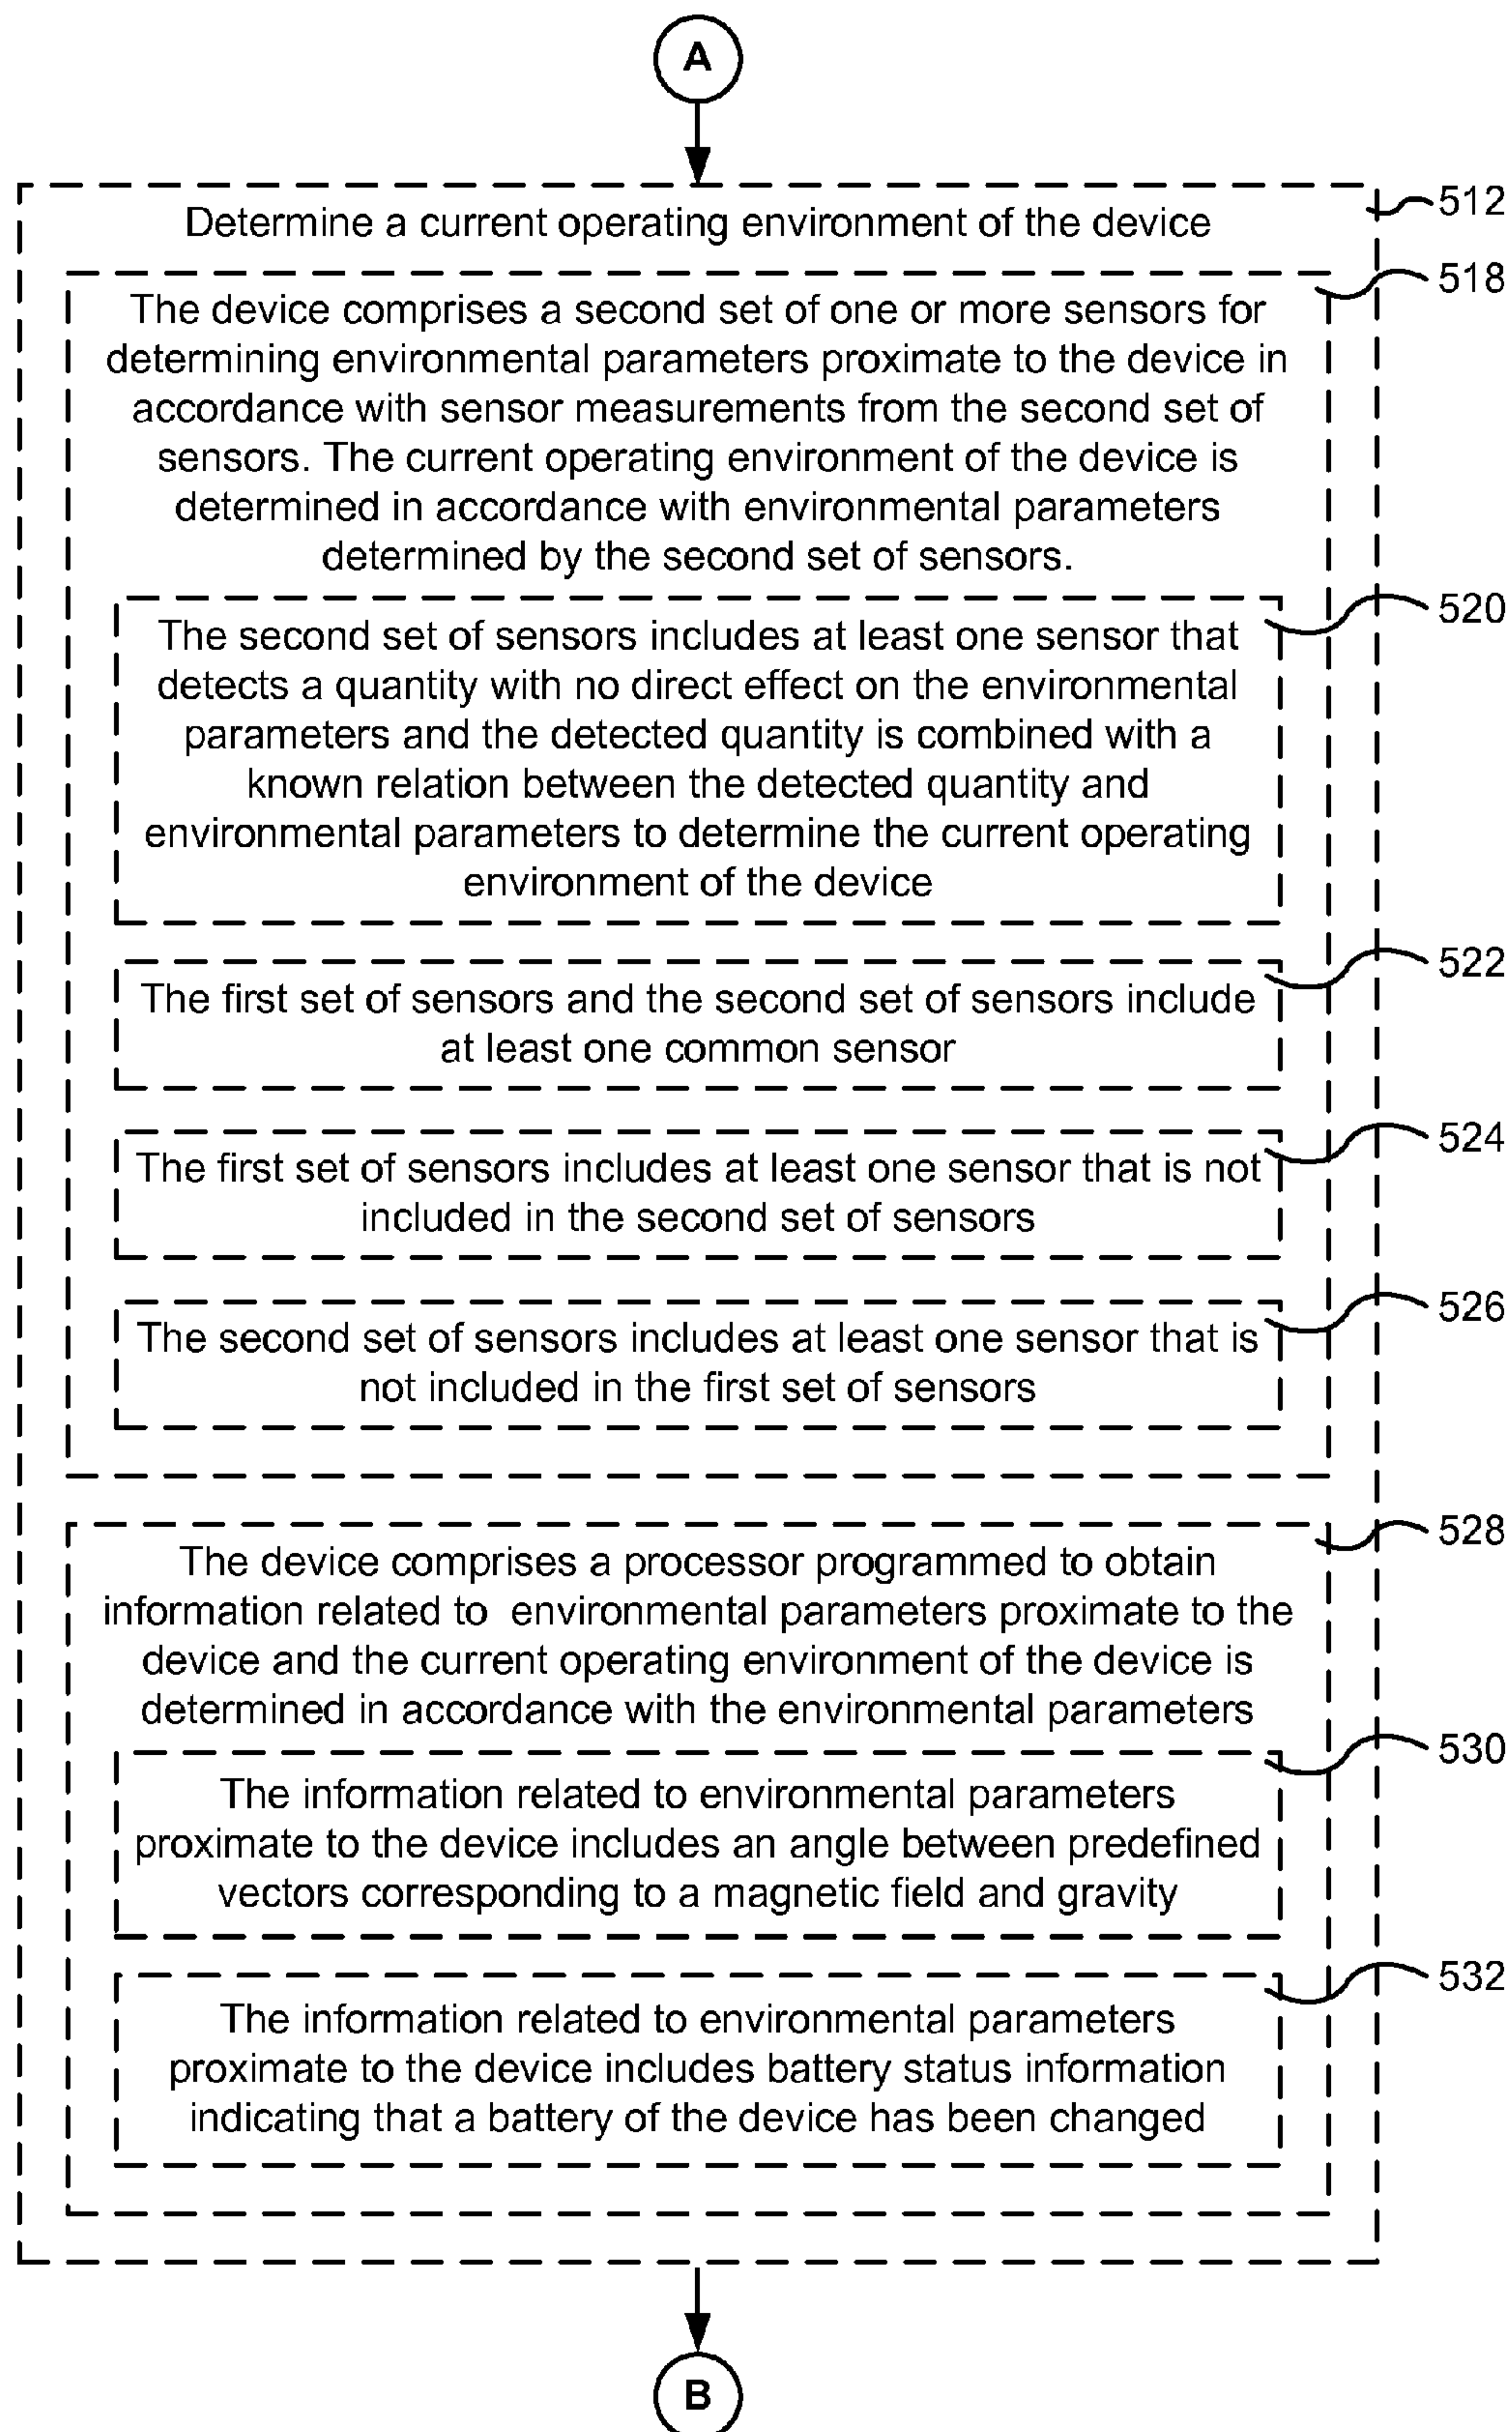 A
Determine a current operating environment of the device
512
518
The device comprises a second set of one or more sensors for
determining environmental parameters proximate to the device in
accordance with sensor measurements from the second set of
sensors. The current operating environment of the device is
determined in accordance with environmental parameters
determined by the second set of sensors.
520
The second set of sensors includes at least one sensor that
detects a quantity with no direct effect on the environmental
parameters and the detected quantity is combined with a
known relation between the detected quantity and
environmental parameters to determine the current operating
environment of the device
522
The first set of sensors and the second set of sensors include
at least one common sensor
524
The first set of sensors includes at least one sensor that is not
included in the second set of sensors
526
The second set of sensors includes at least one sensor that is
not included in the first set of sensors
528
The device comprises a processor programmed to obtain
information related to environmental parameters proximate to the
device and the current operating environment of the device is
determined in accordance with the environmental parameters
530
The information related to environmental parameters
proximate to the device includes an angle between predefined
vectors corresponding to a magnetic field and gravity
532
The information related to environmental parameters
proximate to the device includes battery status information
indicating that a battery of the device has been changed
B